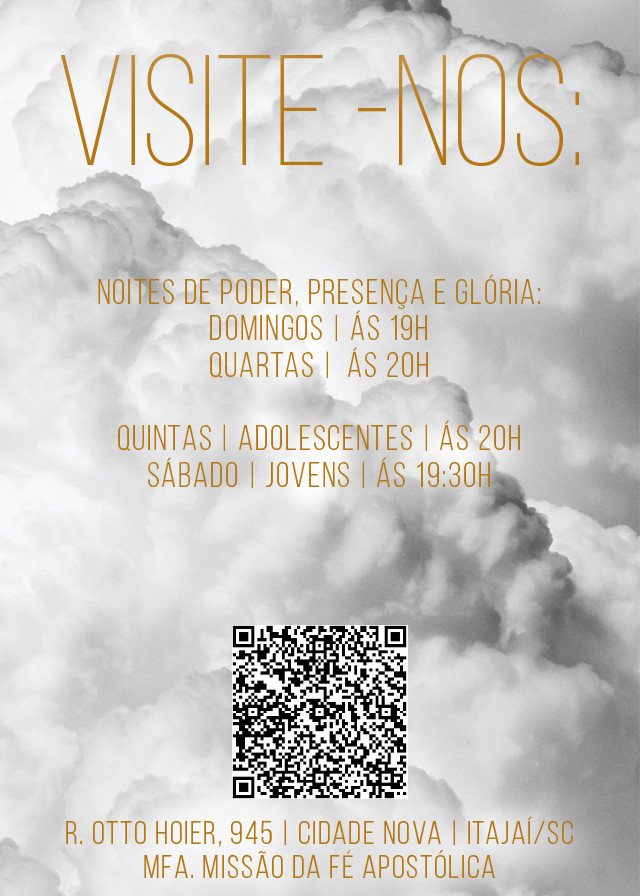 VISITE -NOS:
NOITES DE PODER, PRESENÇA E GLÓRIA:
DOMINGOS | ÁS 19H
QUARTAS | ÁS 20H
QUINTAS | ADOLESCENTES | ÁS 20H
SÁBADO | JOVENS | ÁS 19:30H
R. OTTO HOIER, 945 | CIDADE NOVA | ITAJAÍ/SC
MFA. MISSÃO DA FÉ APOSTÓLICA